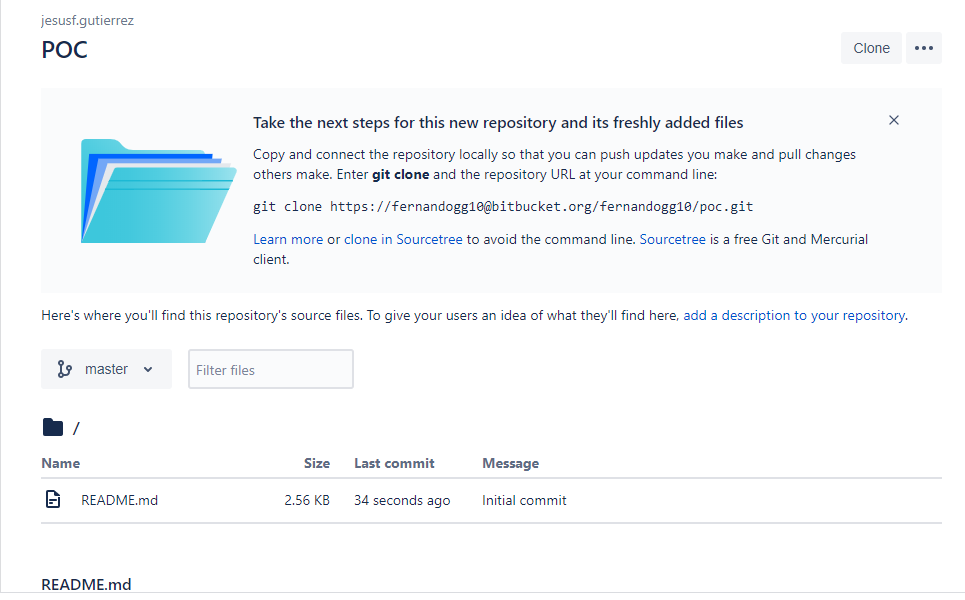 jesusf.gutierrez
POC
Clone
Take the next steps for this new repository and its freshly added files
Copy and connect the repository locally so that you can push updates you make and pull changes
others make. Enter git clone and the repository URL at your command line:
git clone https://fernandogg10@bitbucket.org/fernandogg10/poc.git
Learn more or clone in Sourcetree to avoid the command line. Sourcetree is a free Git and Mercurial
client.
Here's where you'll find this repository's source files. To give your users an idea of what they'll find here, add a description to your repository.
master
Filter files
/
Name Size Last commit Message
README.md 2.56 KB 34 seconds ago Initial commit
README.md